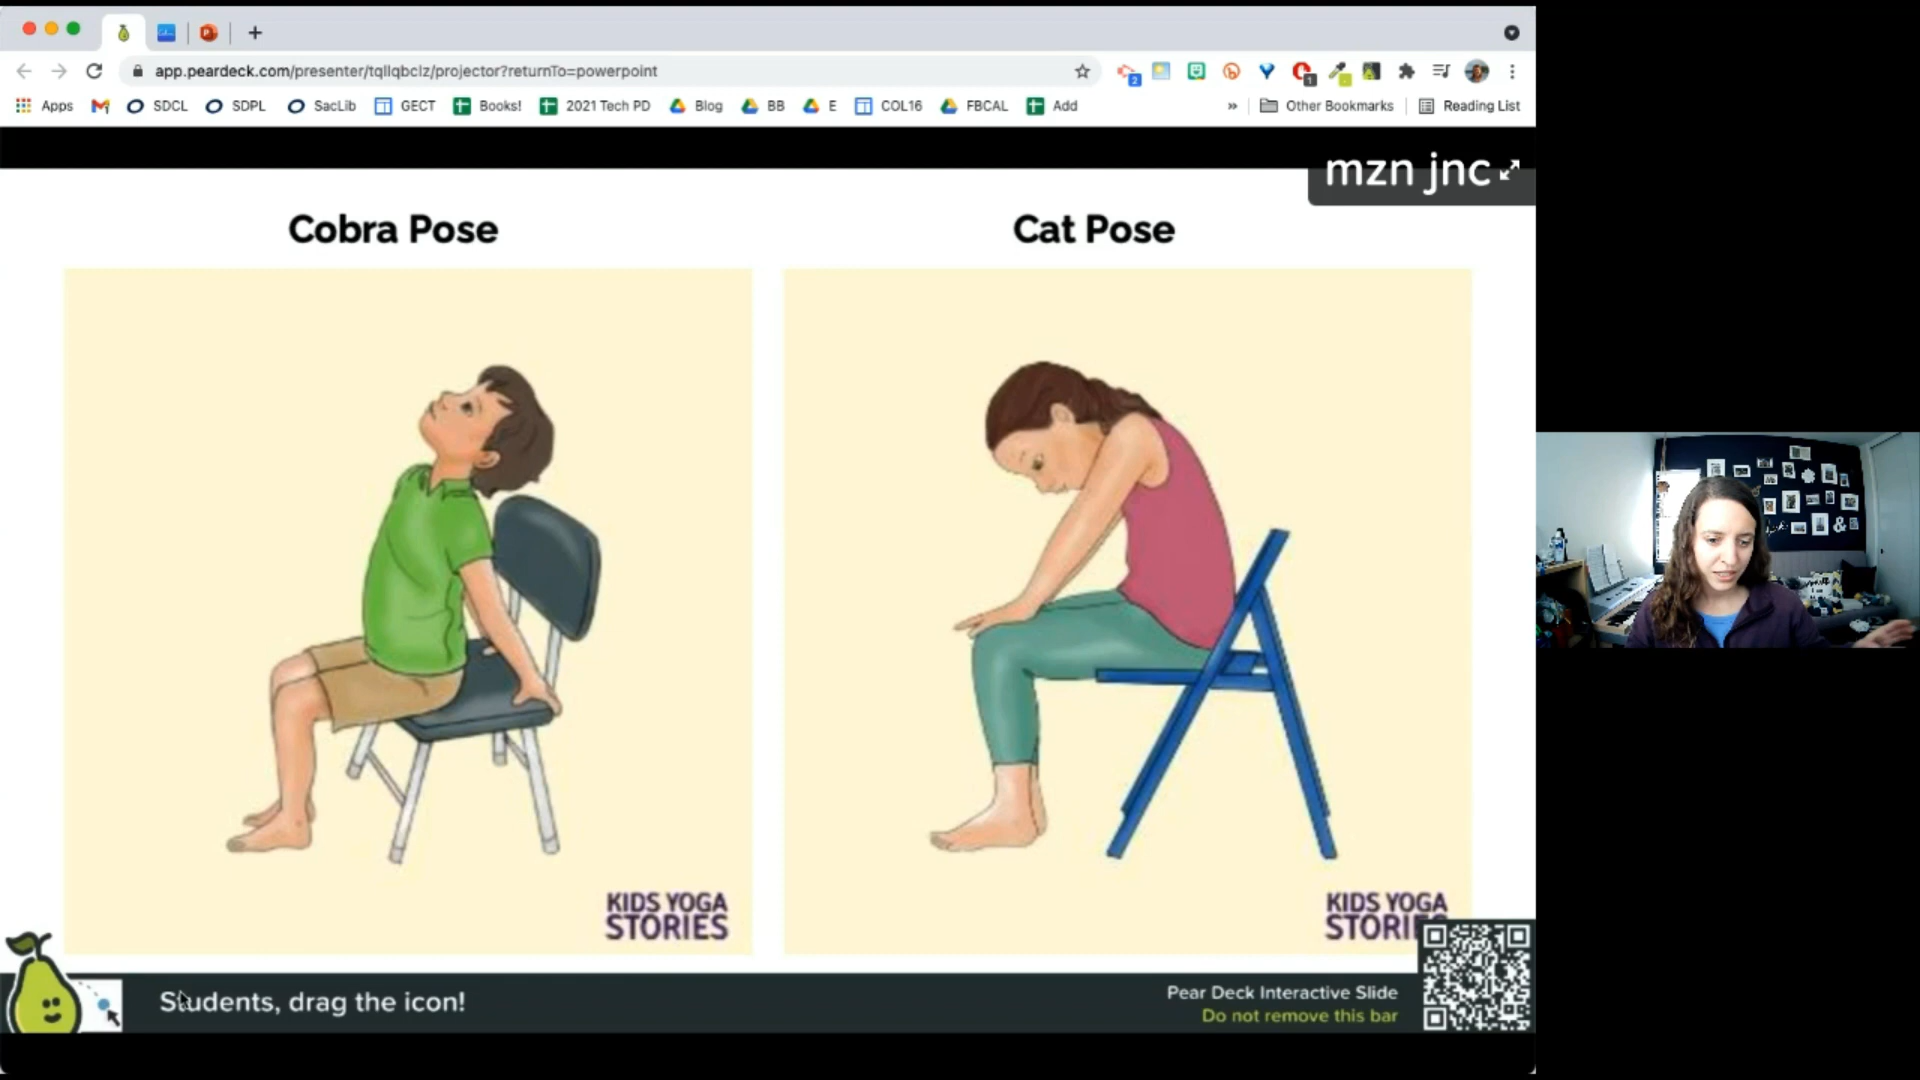 app.peardeck.com/presenter/tqllqbclz/projector?returnTo=powerpoint
Apps SDCL SDPL SacLib GECT Books! 2021 Tech PD Blog BB E COL16 FBCAL Add » Other Bookmarks Reading List
mzn jnc
Cobra Pose
Cat Pose
KIDS YOGA
STORIES
KIDS YOGA
Students, drag the icon!
Pear Deck Interactive Slide
Do not remove this bar